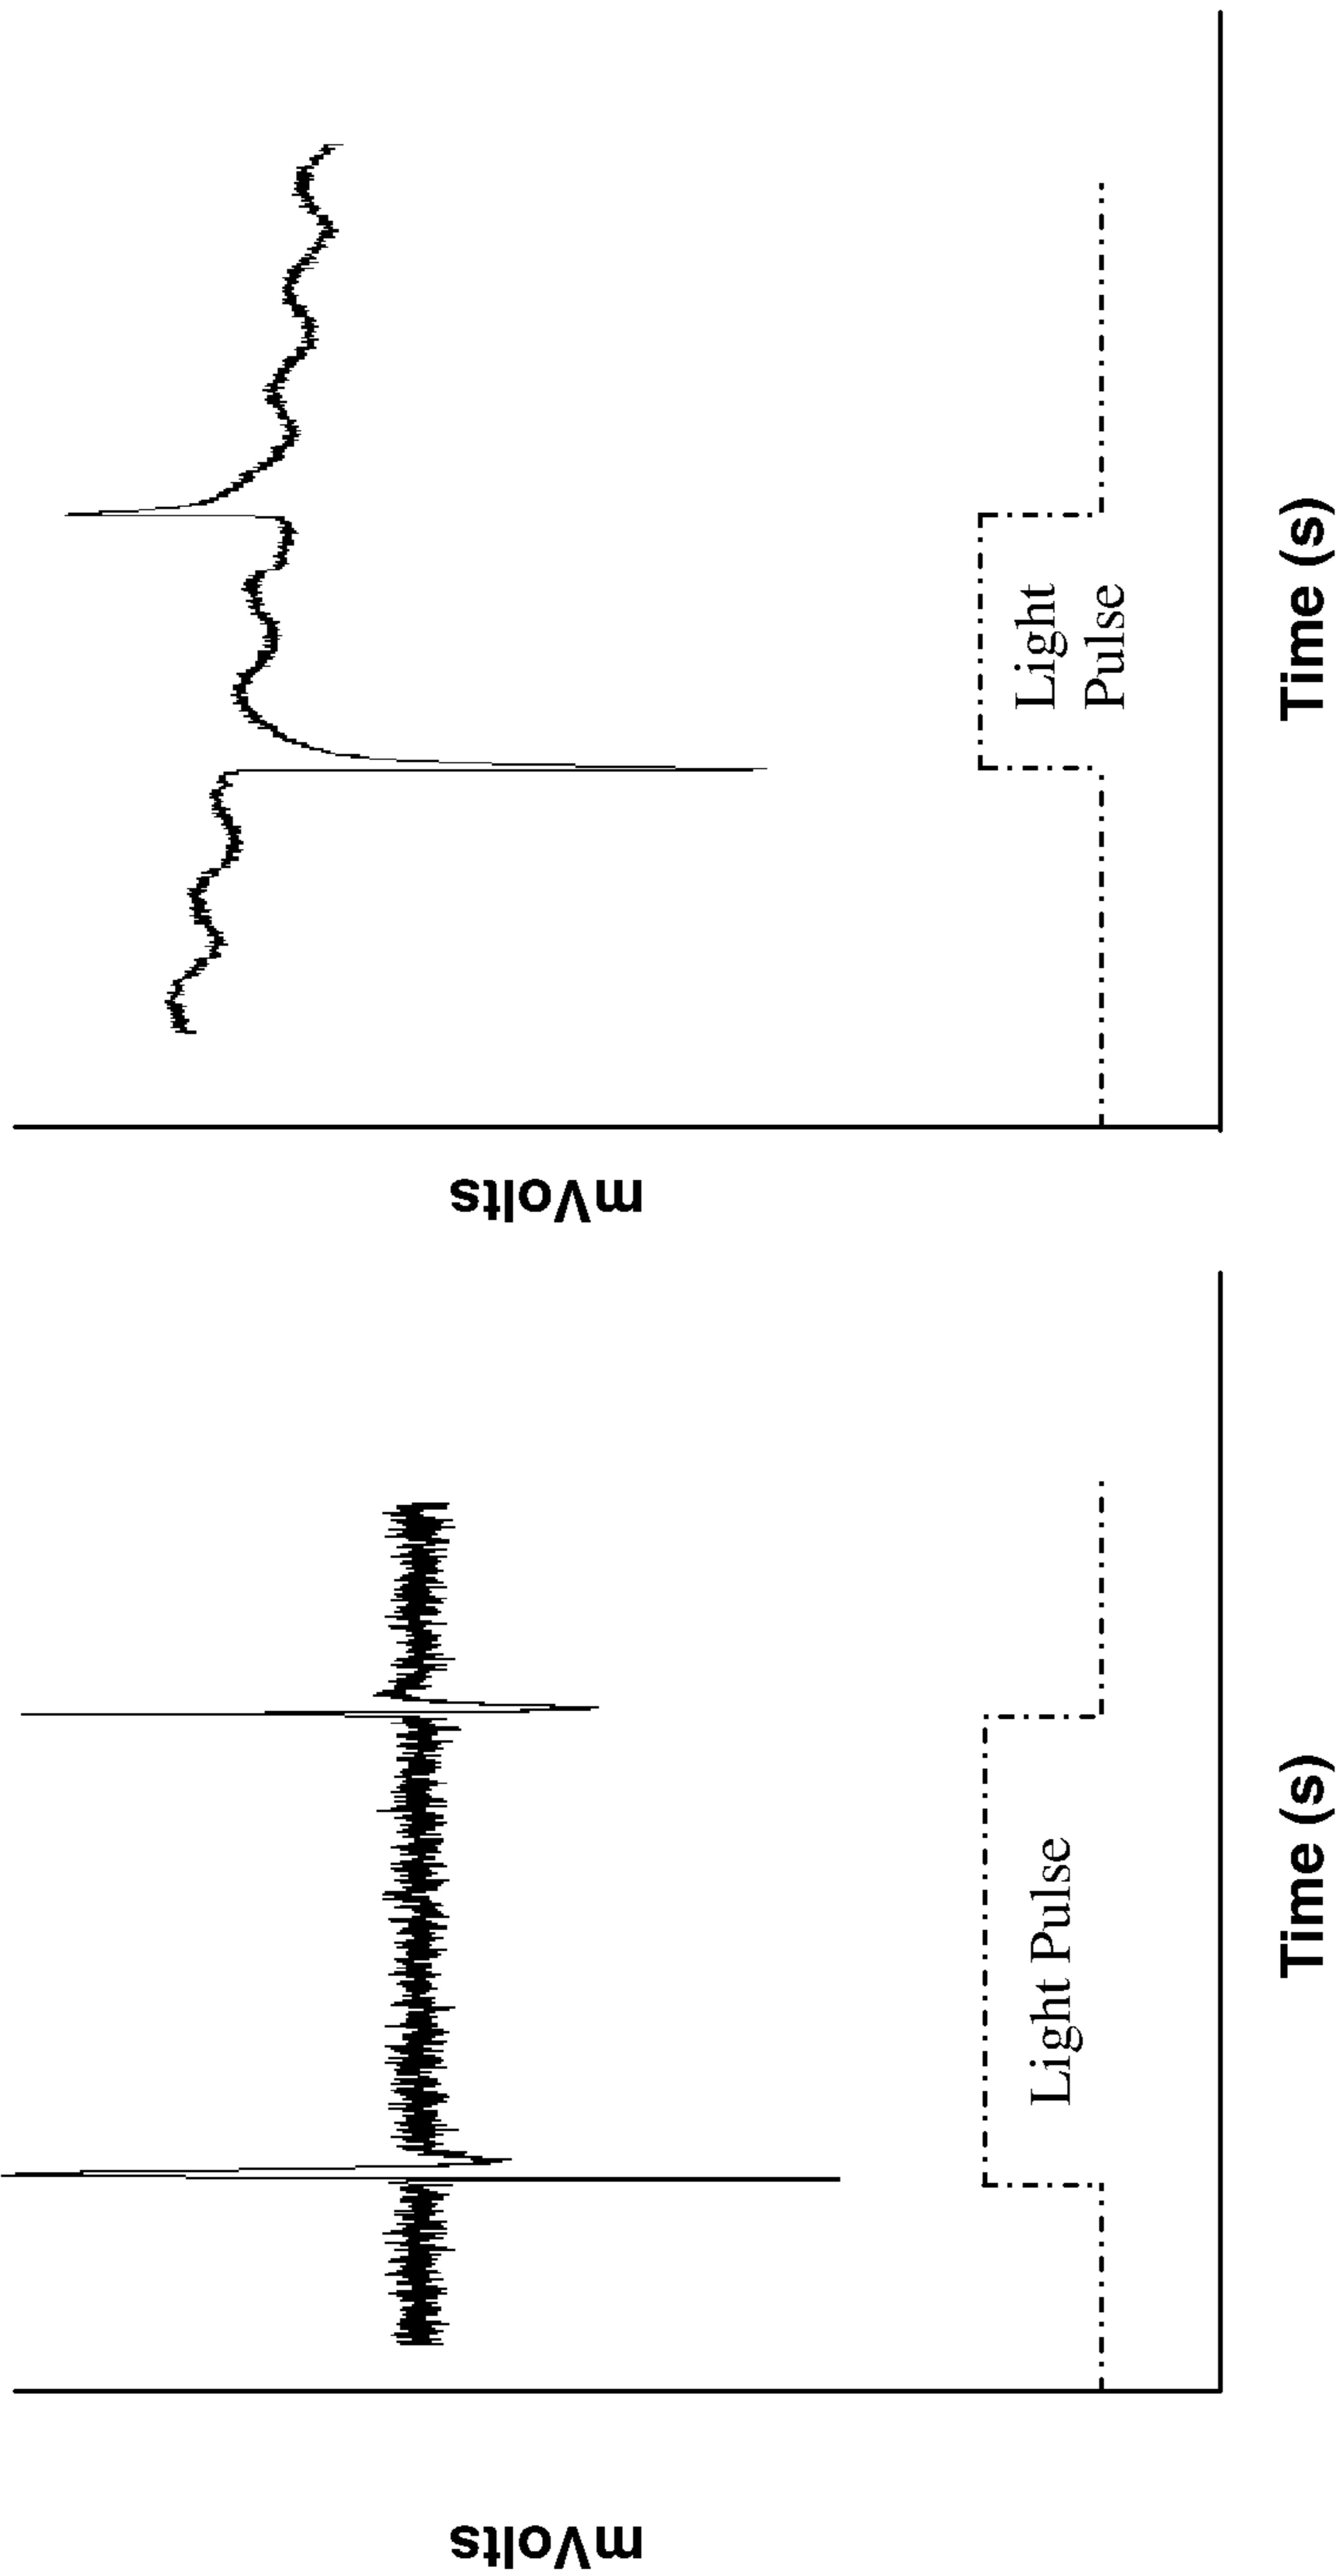 mVolts
Light Pulse
Time (s)
mVolts
Light
Pulse
Time (s)